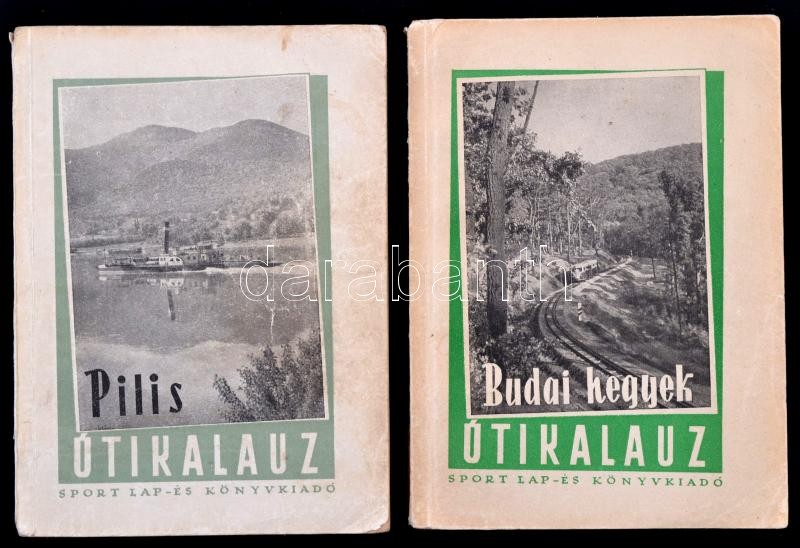 Pilis
ÚTIKALAUZ
SPORT LAP-ÉS KÖNYVKIADÓ
Budai hegyek
ÚTIKALAUZ
SPORT LAP-ÉS KÖNYVKIADÓ
darabanth